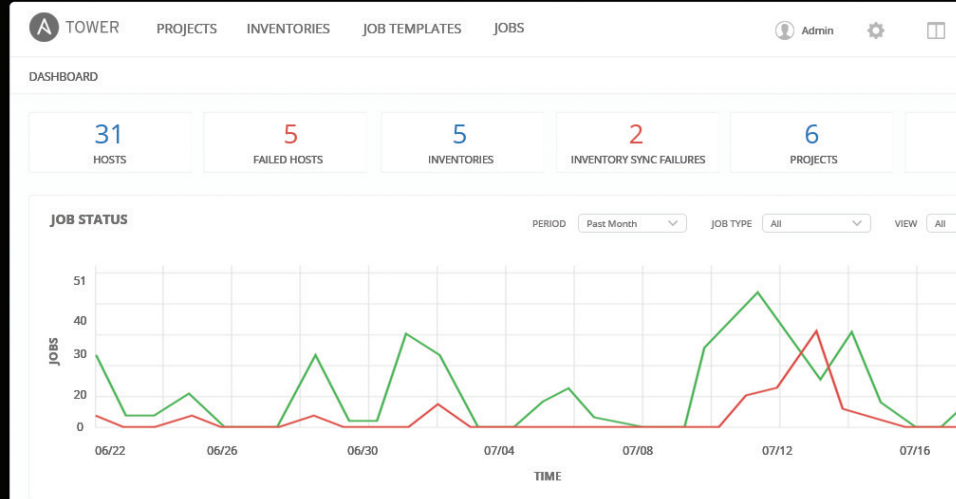 A TOWER PROJECTS INVENTORIES JOB TEMPLATES JOBS Admin
DASHBOARD
31 5 5 2 6
HOSTS FAILED HOSTS INVENTORIES INVENTORY SYNC FAILURES PROJECTS
JOB STATUS PERIOD Past Month JOB TYPE All VIEW All
51
40
30
20
0
JOBS
06/22 06/26 06/30 07/04 07/08 07/12 07/16
TIME